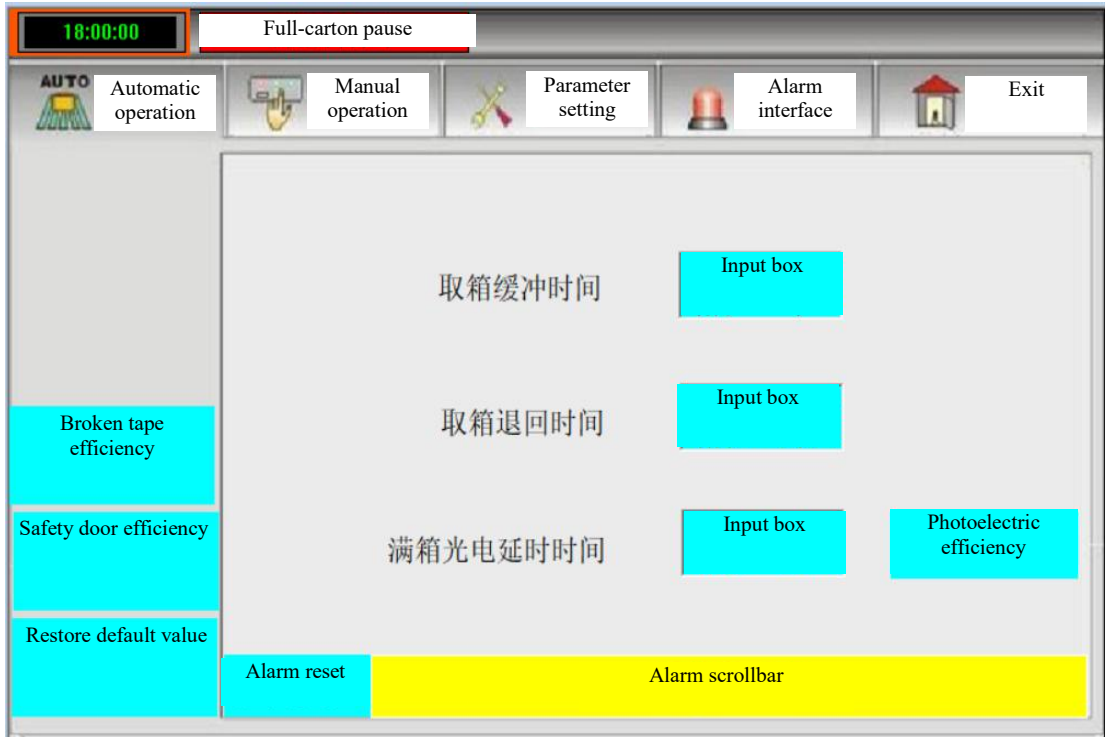 18:00:00
Full-carton pause
AUTO
Automatic
operation
Manual
operation
Parameter
setting
Alarm
interface
Exit
取箱缓冲时间
Input box
取箱退回时间
Input box
Broken tape
efficiency
满箱光电延时时间
Input box
Photoelectric
efficiency
Safety door efficiency
Restore default value
Alarm reset
Alarm scrollbar